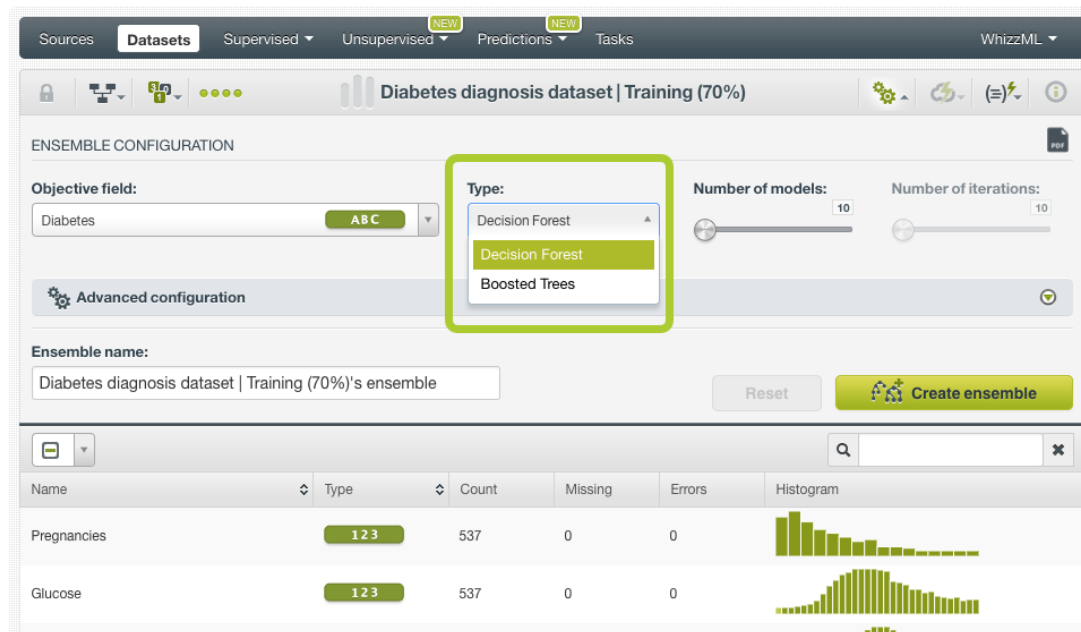 NEW NEW
Sources Datasets Supervised Unsupervised Predictions Tasks WhizzML
Diabetes diagnosis dataset | Training (70%)
ENSEMBLE CONFIGURATION
PDF
Objective field: Type: Number of models: Number of iterations:
10 10
Diabetes ABC Decision Forest
Decision Forest
Boosted Trees
Advanced configuration
Ensemble name:
Diabetes diagnosis dataset | Training (70%)'s ensemble
Reset Create ensemble
Name Type Count Missing Errors Histogram
Pregnancies 123 537 0 0
Glucose 123 537 0 0